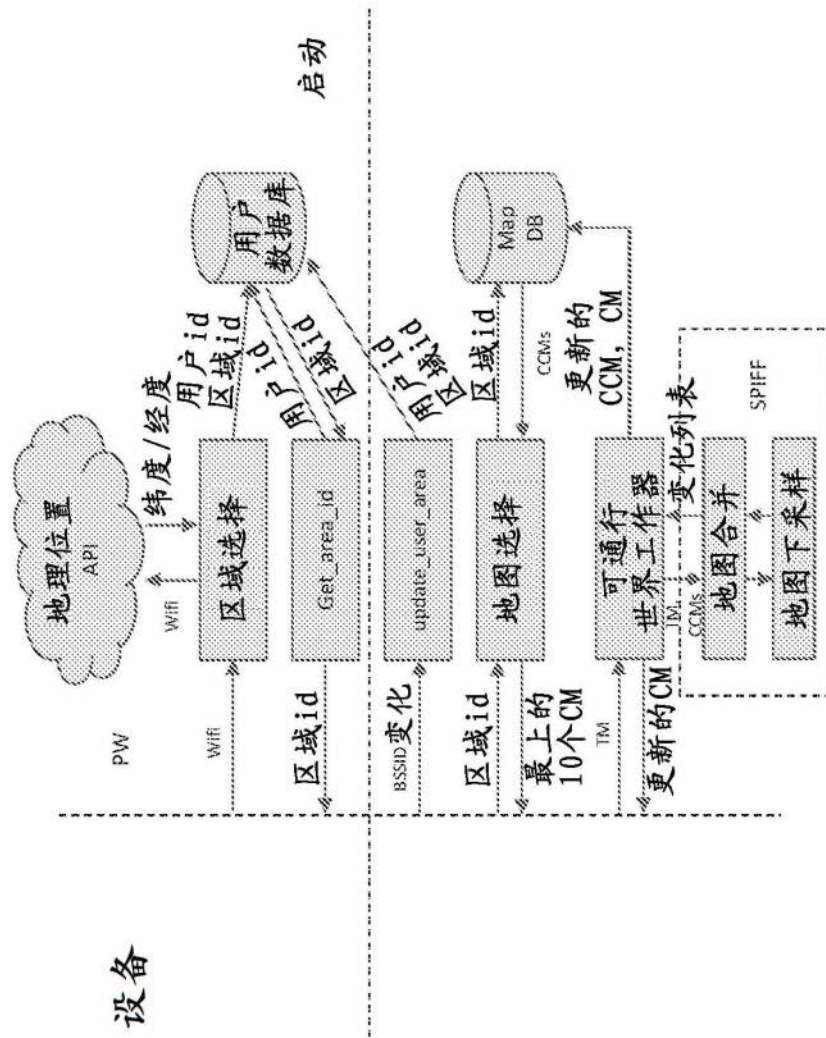 设备
PW
启动
地理位置
API
Wifi
纬度/经度
Wifi
区域选择
用户id
区域id
用户
数据库
用户id
区域id
区域id
Get_area_id
BSSID变化
update_user_area
用户id
区域id
区域id
最上的
10个CM
地图选择
区域id
CCMs
Map
DB
TM
更新的CM
可通行
世界工作器
更新的
CCM, CM
TM
CCMs
变化列表
地图合并
地图下采样
SPIFF